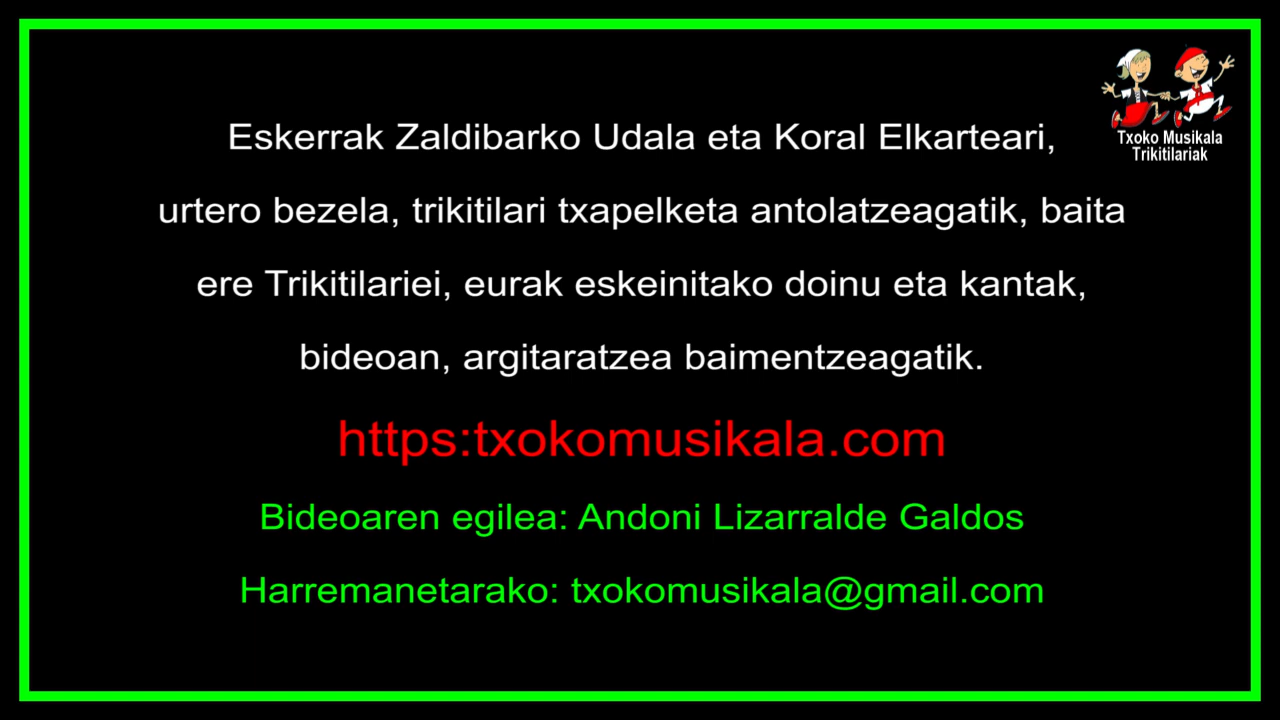 Txoko Musikala
Trikitilariak
Eskerrak Zaldibarko Udala eta Koral Elkarteari,
urtero bezela, trikitilari txapelketa antolatzeagatik, baita
ere Trikitilariei, eurak eskeinitako doinu eta kantak,
bideoan, argitaratzea baimentzeagatik.
https:txokomusikala.com
Bideoaren egilea: Andoni Lizarralde Galdos
Harremanetarako: txokomusikala@gmail.com